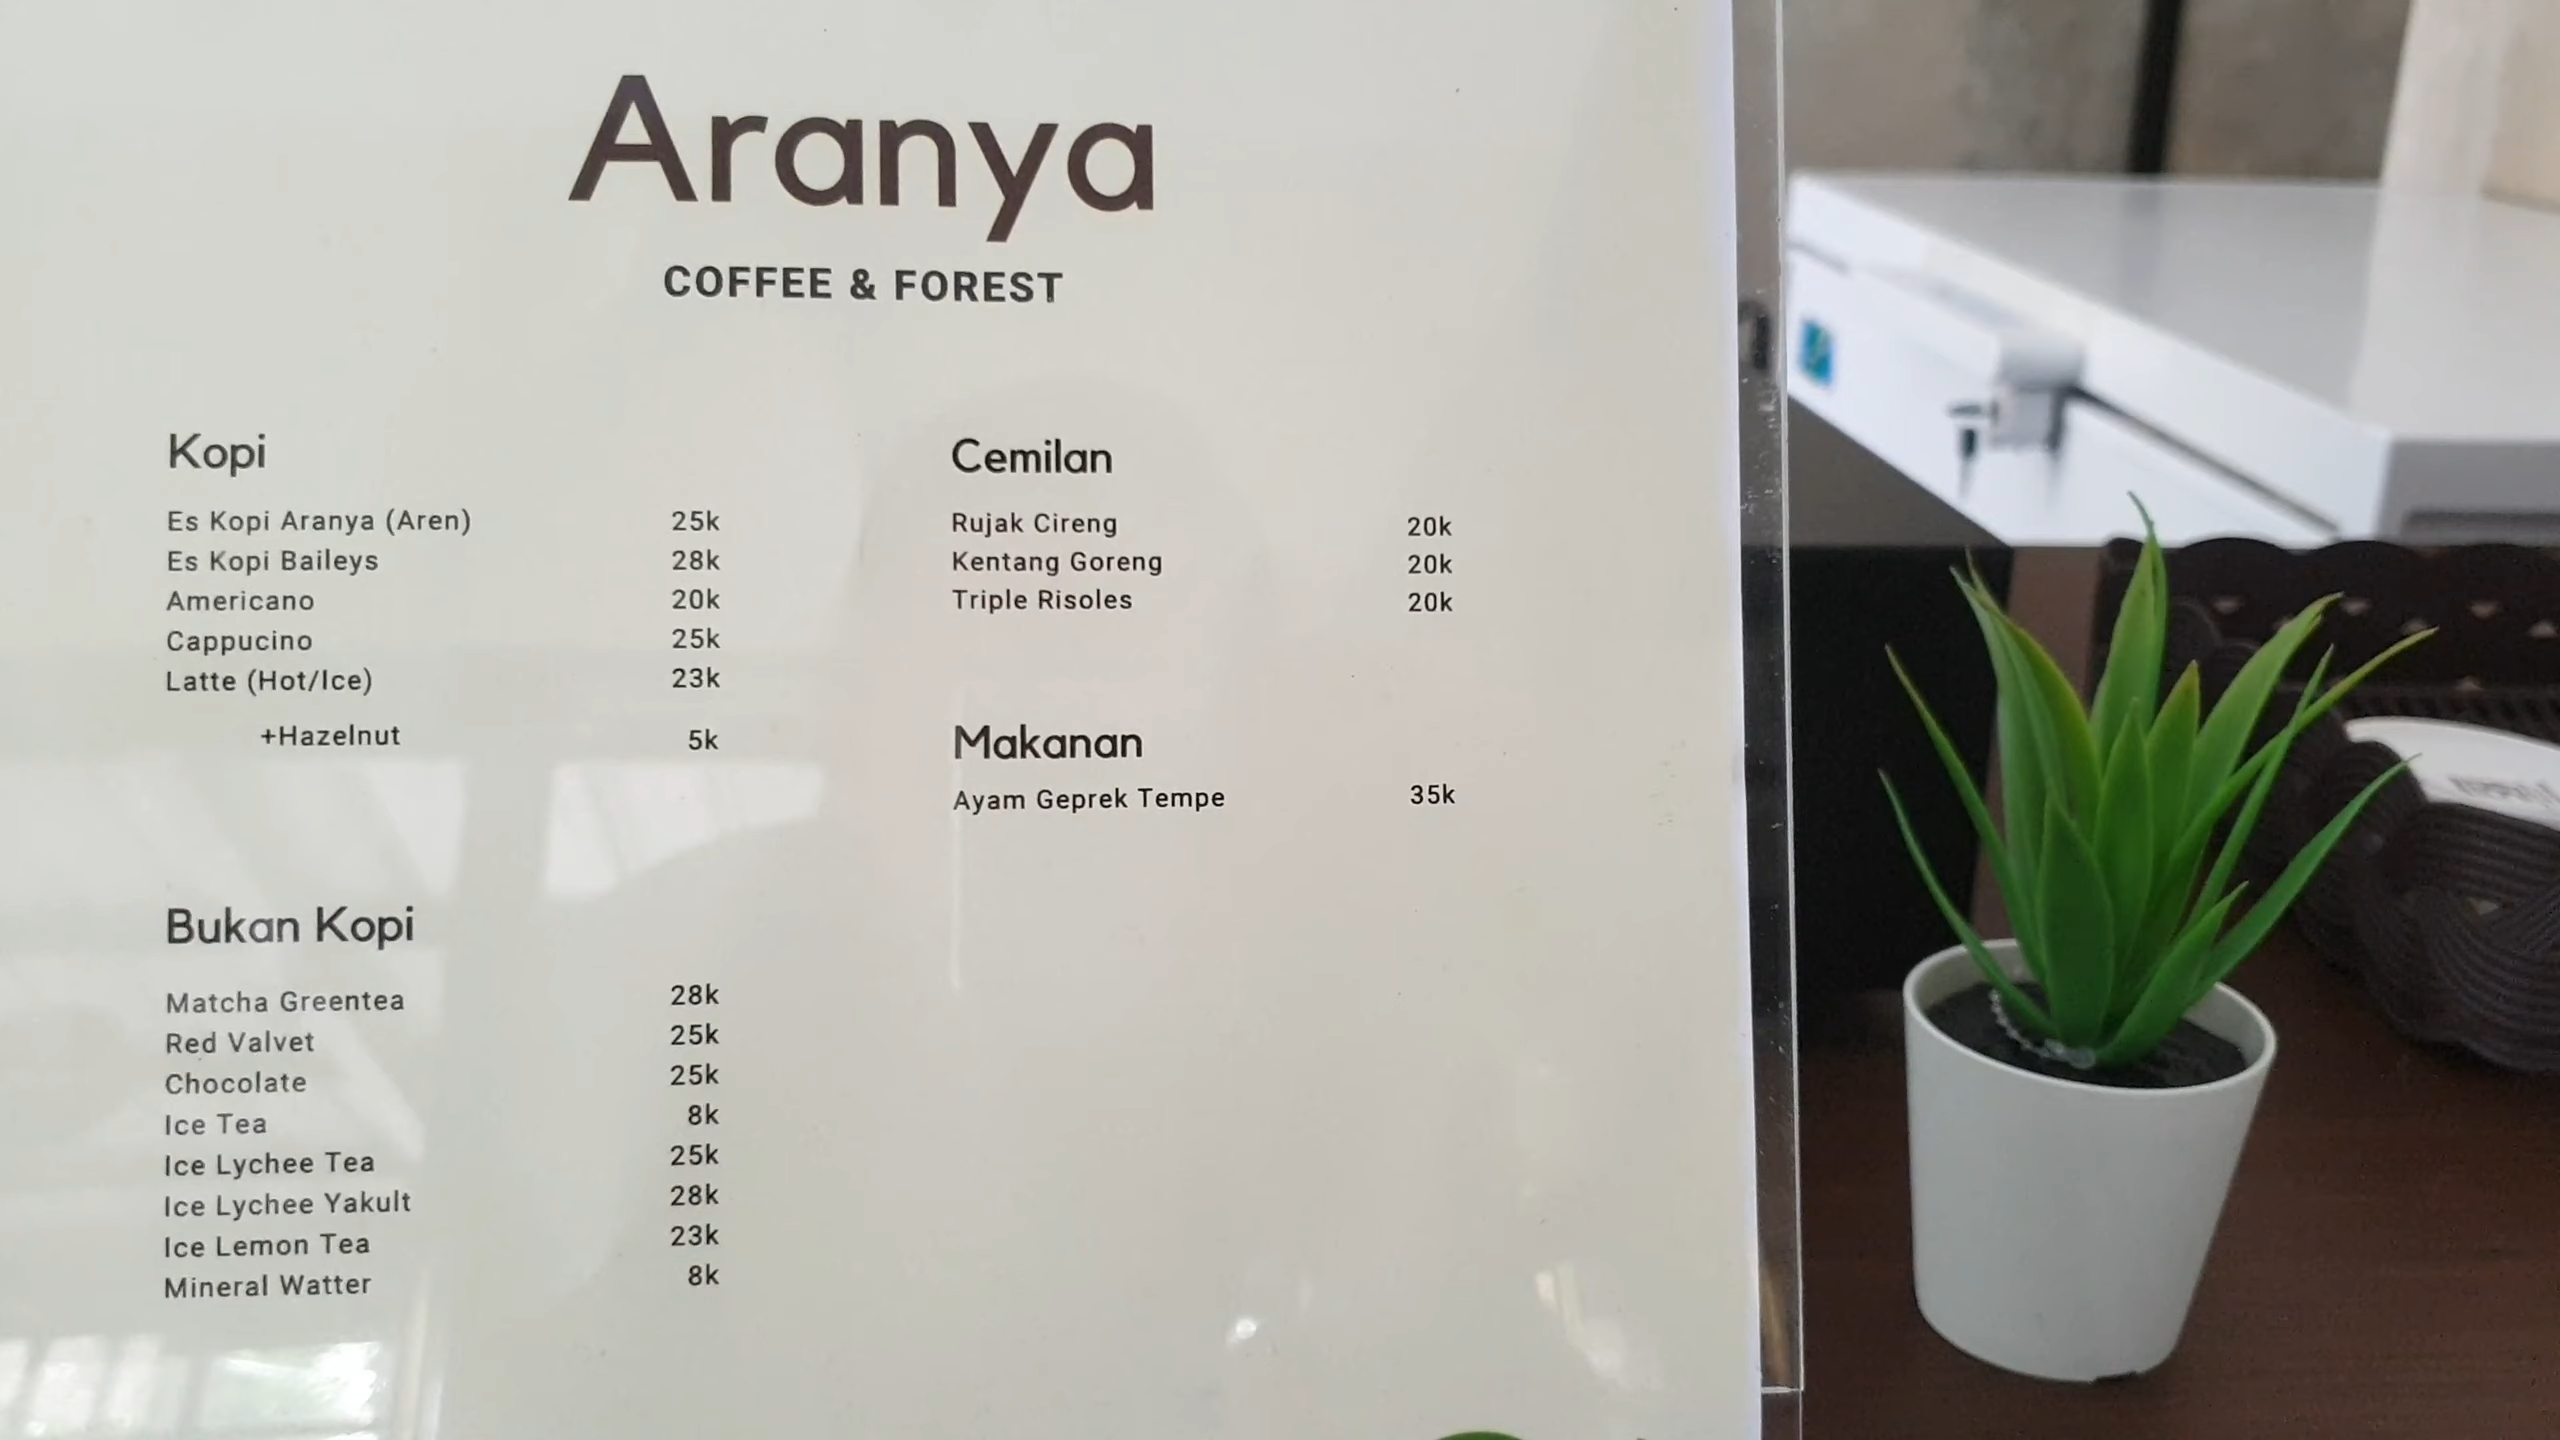 Aranya
COFFEE & FOREST
Kopi
Es Kopi Aranya (Aren) 25k
Es Kopi Baileys 28k
Americano 20k
Cappucino 25k
Latte (Hot/Ice) 23k
+Hazelnut 5k
Bukan Kopi
Matcha Greentea 28k
Red Valvet 25k
Chocolate 25k
Ice Tea 8k
Ice Lychee Tea 25k
Ice Lychee Yakult 28k
Ice Lemon Tea 23k
Mineral Watter 8k
Cemilan
Rujak Cireng 20k
Kentang Goreng 20k
Triple Risoles 20k
Makanan
Ayam Geprek Tempe 35k